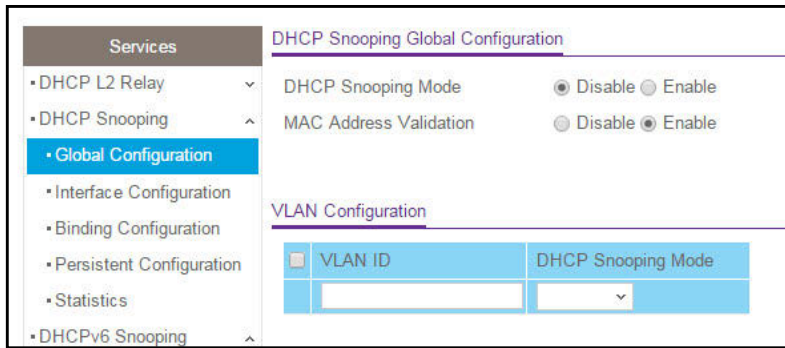 Services
DHCP L2 Relay
DHCP Snooping
Global Configuration
Interface Configuration
Binding Configuration
Persistent Configuration
Statistics
DHCPv6 Snooping
DHCP Snooping Global Configuration
DHCP Snooping Mode Disable Enable
MAC Address Validation Disable Enable
VLAN Configuration
VLAN ID DHCP Snooping Mode